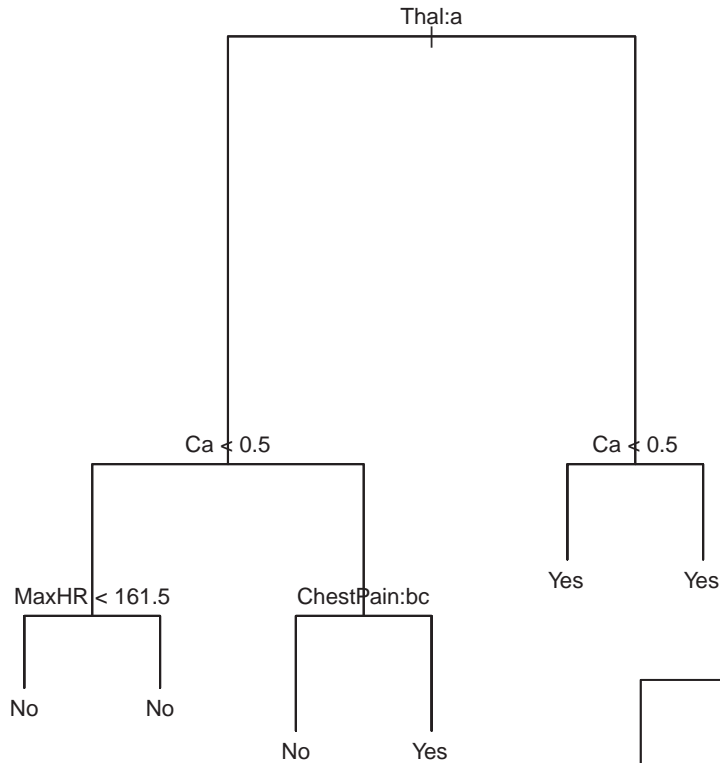 Thal:a
Ca < 0.5
Ca < 0.5
Yes
Yes
MaxHR < 161.5
ChestPain:bc
No
No
No
Yes